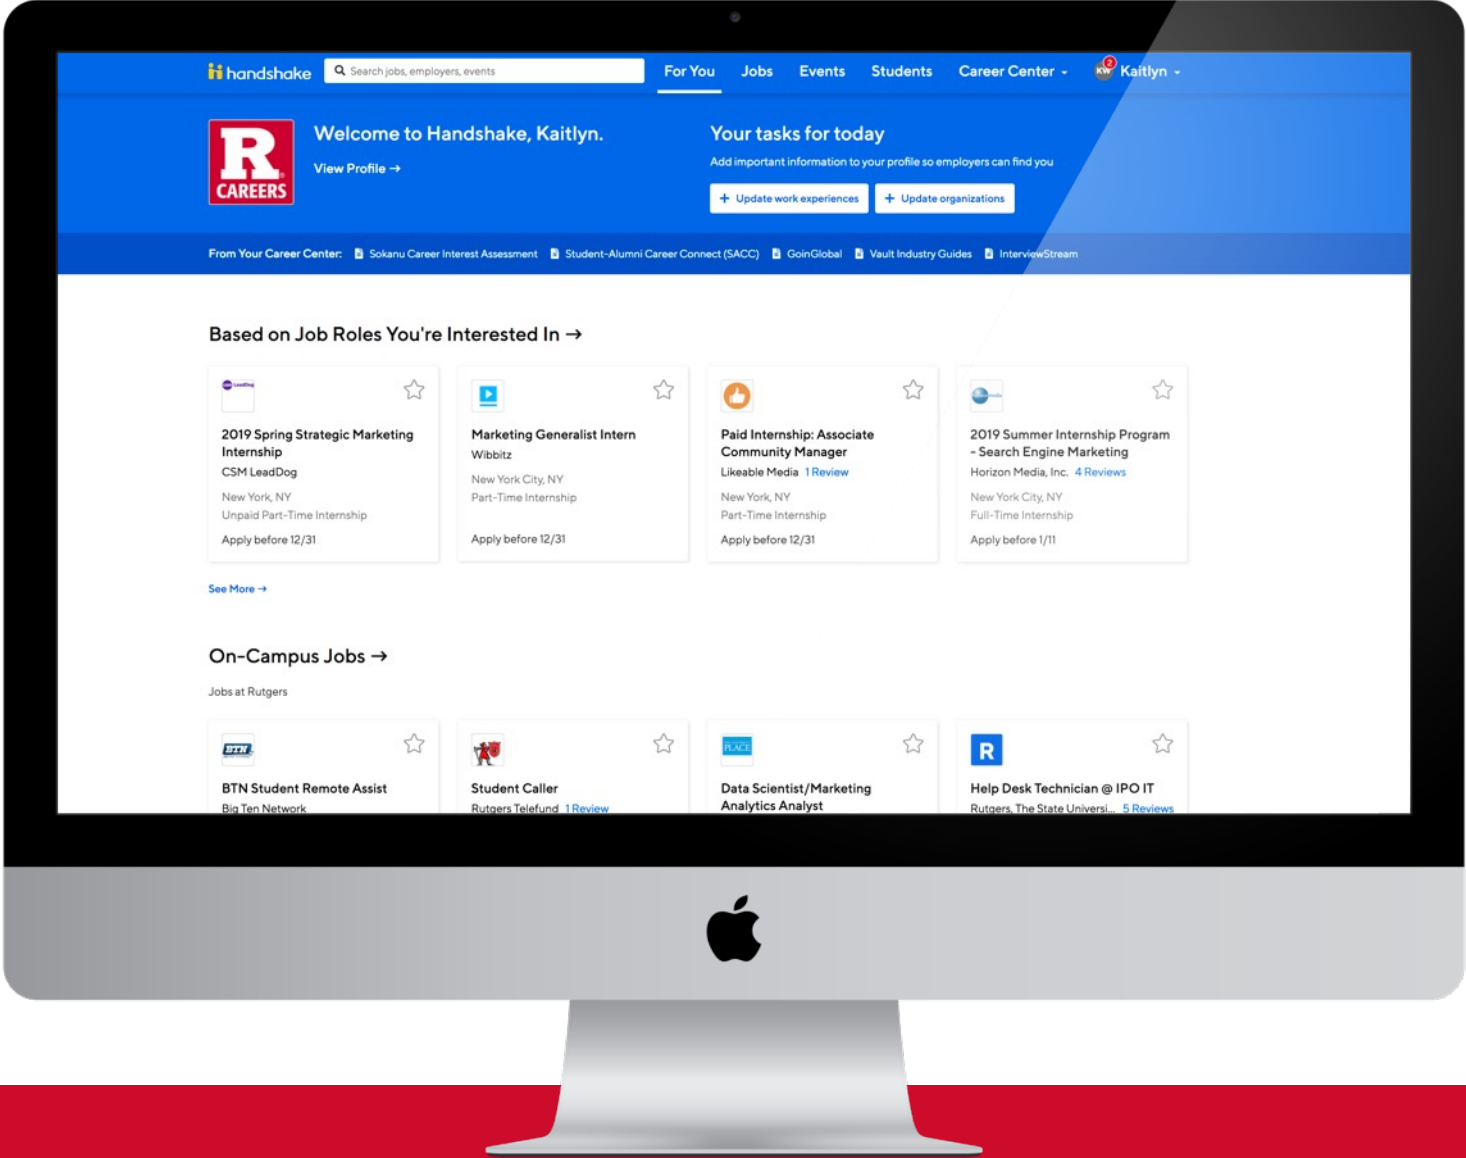 handshake
Search jobs, employers, events
For You
Jobs
Events
Students
Career Center
KW
2
Kaitlyn
R
CAREERS
Welcome to Handshake, Kaitlyn.
View Profile →
Your tasks for today
Add important information to your profile so employers can find you
+ Update work experiences
+ Update organizations
From Your Career Center:
Sokanu Career Interest Assessment
Student-Alumni Career Connect (SACC)
GoinGlobal
Vault Industry Guides
InterviewStream
Based on Job Roles You're Interested In →
LeadDog
2019 Spring Strategic Marketing
Internship
CSM LeadDog
New York, NY
Unpaid Part-Time Internship
Apply before 12/31
Marketing Generalist Intern
Wibbitz
New York City, NY
Part-Time Internship
Apply before 12/31
Paid Internship: Associate
Community Manager
Likeable Media 1 Review
New York, NY
Part-Time Internship
Apply before 12/31
2019 Summer Internship Program
- Search Engine Marketing
Horizon Media, Inc. 4 Reviews
New York City, NY
Full-Time Internship
Apply before 1/11
See More →
On-Campus Jobs →
Jobs at Rutgers
BTN
BTN Student Remote Assist
Big Ten Network
Student Caller
Rutgers Telefund 1 Review
PLACE
Data Scientist/Marketing
Analytics Analyst
R
Help Desk Technician @ IPO IT
Rutgers, The State Universi... 5 Reviews